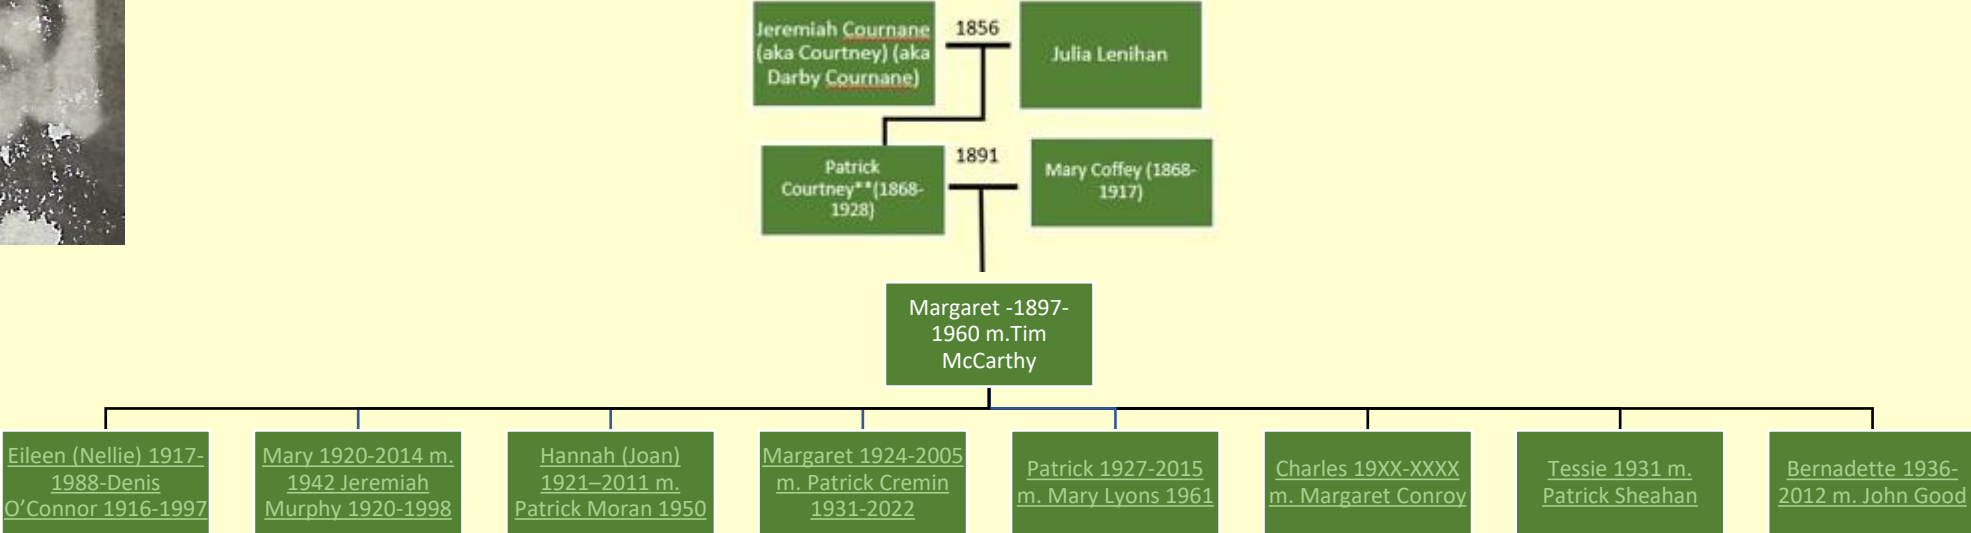 Jeremiah Cournane
(aka Courtney) (aka
Darby Cournane)
1856
Julia Lenihan
Patrick
Courtney**(1868-
1928)
1891
Mary Coffey (1868-
1917)
Margaret -1897-
1960 m.Tim
McCarthy
Eileen (Nellie) 1917-
1988-Denis
O’Connor 1916-1997
Mary 1920-2014 m.
1942 Jeremiah
Murphy 1920-1998
Hannah (Joan)
1921–2011 m.
Patrick Moran 1950
Margaret 1924-2005
m. Patrick Cremin
1931-2022
Patrick 1927-2015
m. Mary Lyons 1961
Charles 19XX-XXXX
m. Margaret Conroy
Tessie 1931 m.
Patrick Sheahan
Bernadette 1936-
2012 m. John Good